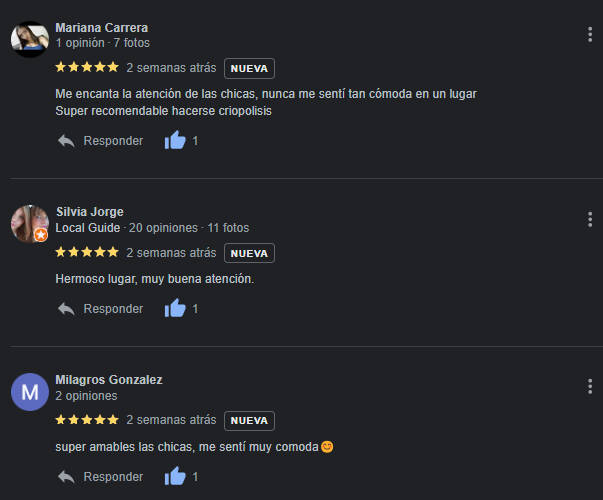 Mariana Carrera
1 opinión · 7 fotos
2 semanas atrás NUEVA
Me encanta la atención de las chicas, nunca me sentí tan cómoda en un lugar
Super recomendable hacerse criopolisis
Responder 1
Silvia Jorge
Local Guide · 20 opiniones · 11 fotos
2 semanas atrás NUEVA
Hermoso lugar, muy buena atención.
Responder 1
M
Milagros Gonzalez
2 opiniones
2 semanas atrás NUEVA
super amables las chicas, me sentí muy comoda😊
Responder 1